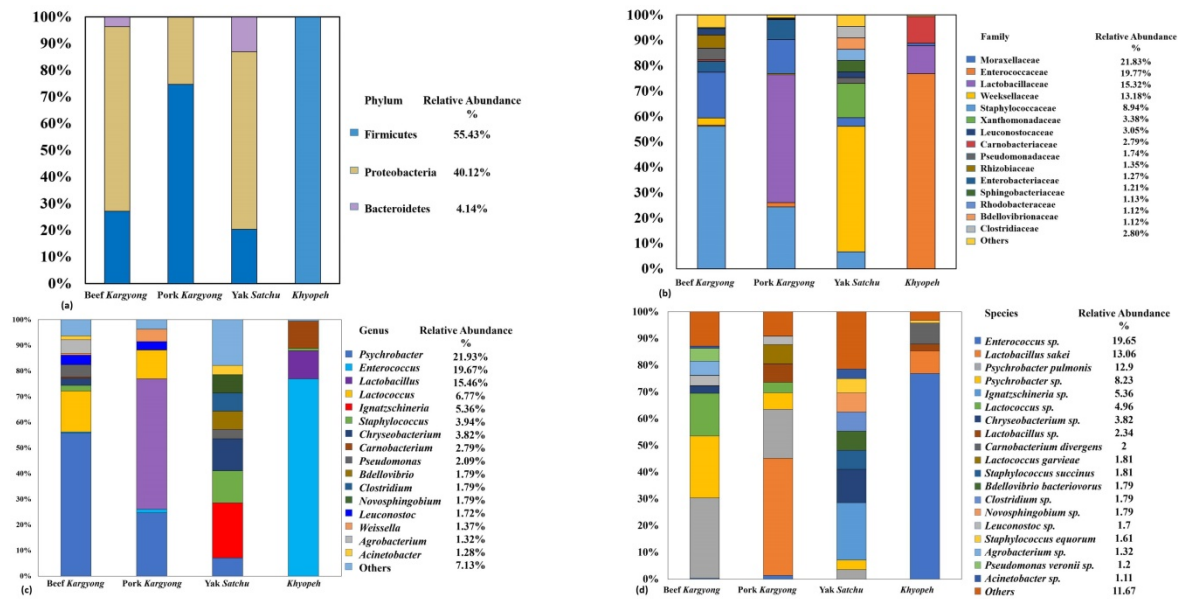 100%
90%
80%
70%
60%
50%
40%
30%
20%
10%
0%
Beef Kargyong Pork Kargyong Yak Satchu Khyopeh
(a)
Phylum Relative Abundance
%
Firmicutes 55.43%
Proteobacteria 40.12%
Bacteroidetes 4.14%
100%
90%
80%
70%
60%
50%
40%
30%
20%
10%
0%
Beef Kargyong Pork Kargyong Yak Satchu Khyopeh
(b)
Family Relative Abundance
%
Moraxellaceae 21.83%
Enterococcaceae 19.77%
Lactobacillaceae 15.32%
Weeksellaceae 13.18%
Staphylococcaceae 8.94%
Xanthomonadaceae 3.38%
Leuconostocaceae 3.05%
Carnobacteriaceae 2.79%
Pseudomonadaceae 1.74%
Rhizobiaceae 1.35%
Enterobacteriaceae 1.27%
Sphingobacteriaceae 1.21%
Rhodobacteraceae 1.13%
Bdellovibrionaceae 1.12%
Clostridiaceae 1.12%
Others 2.80%
100%
90%
80%
70%
60%
50%
40%
30%
20%
10%
0%
Beef Kargyong Pork Kargyong Yak Satchu Khyopeh
(c)
Genus Relative Abundance
%
Psychrobacter 21.93%
Enterococcus 19.67%
Lactobacillus 15.46%
Lactococcus 6.77%
Ignatzschineria 5.36%
Staphylococcus 3.94%
Chryseobacterium 3.82%
Carnobacterium 2.79%
Pseudomonas 2.09%
Bdellovibrio 1.79%
Clostridium 1.79%
Novosphingobium 1.79%
Leuconostoc 1.72%
Weissella 1.37%
Agrobacterium 1.32%
Acinetobacter 1.28%
Others 7.13%
100%
90%
80%
70%
60%
50%
40%
30%
20%
10%
0%
Beef Kargyong Pork Kargyong Yak Satchu Khyopeh
(d)
Species Relative Abundance
%
Enterococcus sp. 19.65
Lactobacillus sakei 13.06
Psychrobacter pulmonis 12.9
Psychrobacter sp. 8.23
Ignatzschineria sp. 5.36
Lactococcus sp. 4.96
Chryseobacterium sp. 3.82
Lactobacillus sp. 2.34
Carnobacterium divergens 2
Lactococcus garvieae 1.81
Staphylococcus succinus 1.81
Bdellovibrio bacteriovorus 1.79
Clostridium sp. 1.79
Novosphingobium sp. 1.79
Leuconostoc sp. 1.7
Staphylococcus equorum 1.61
Agrobacterium sp. 1.32
Pseudomonas veronii sp. 1.2
Acinetobacter sp. 1.11
Others 11.67